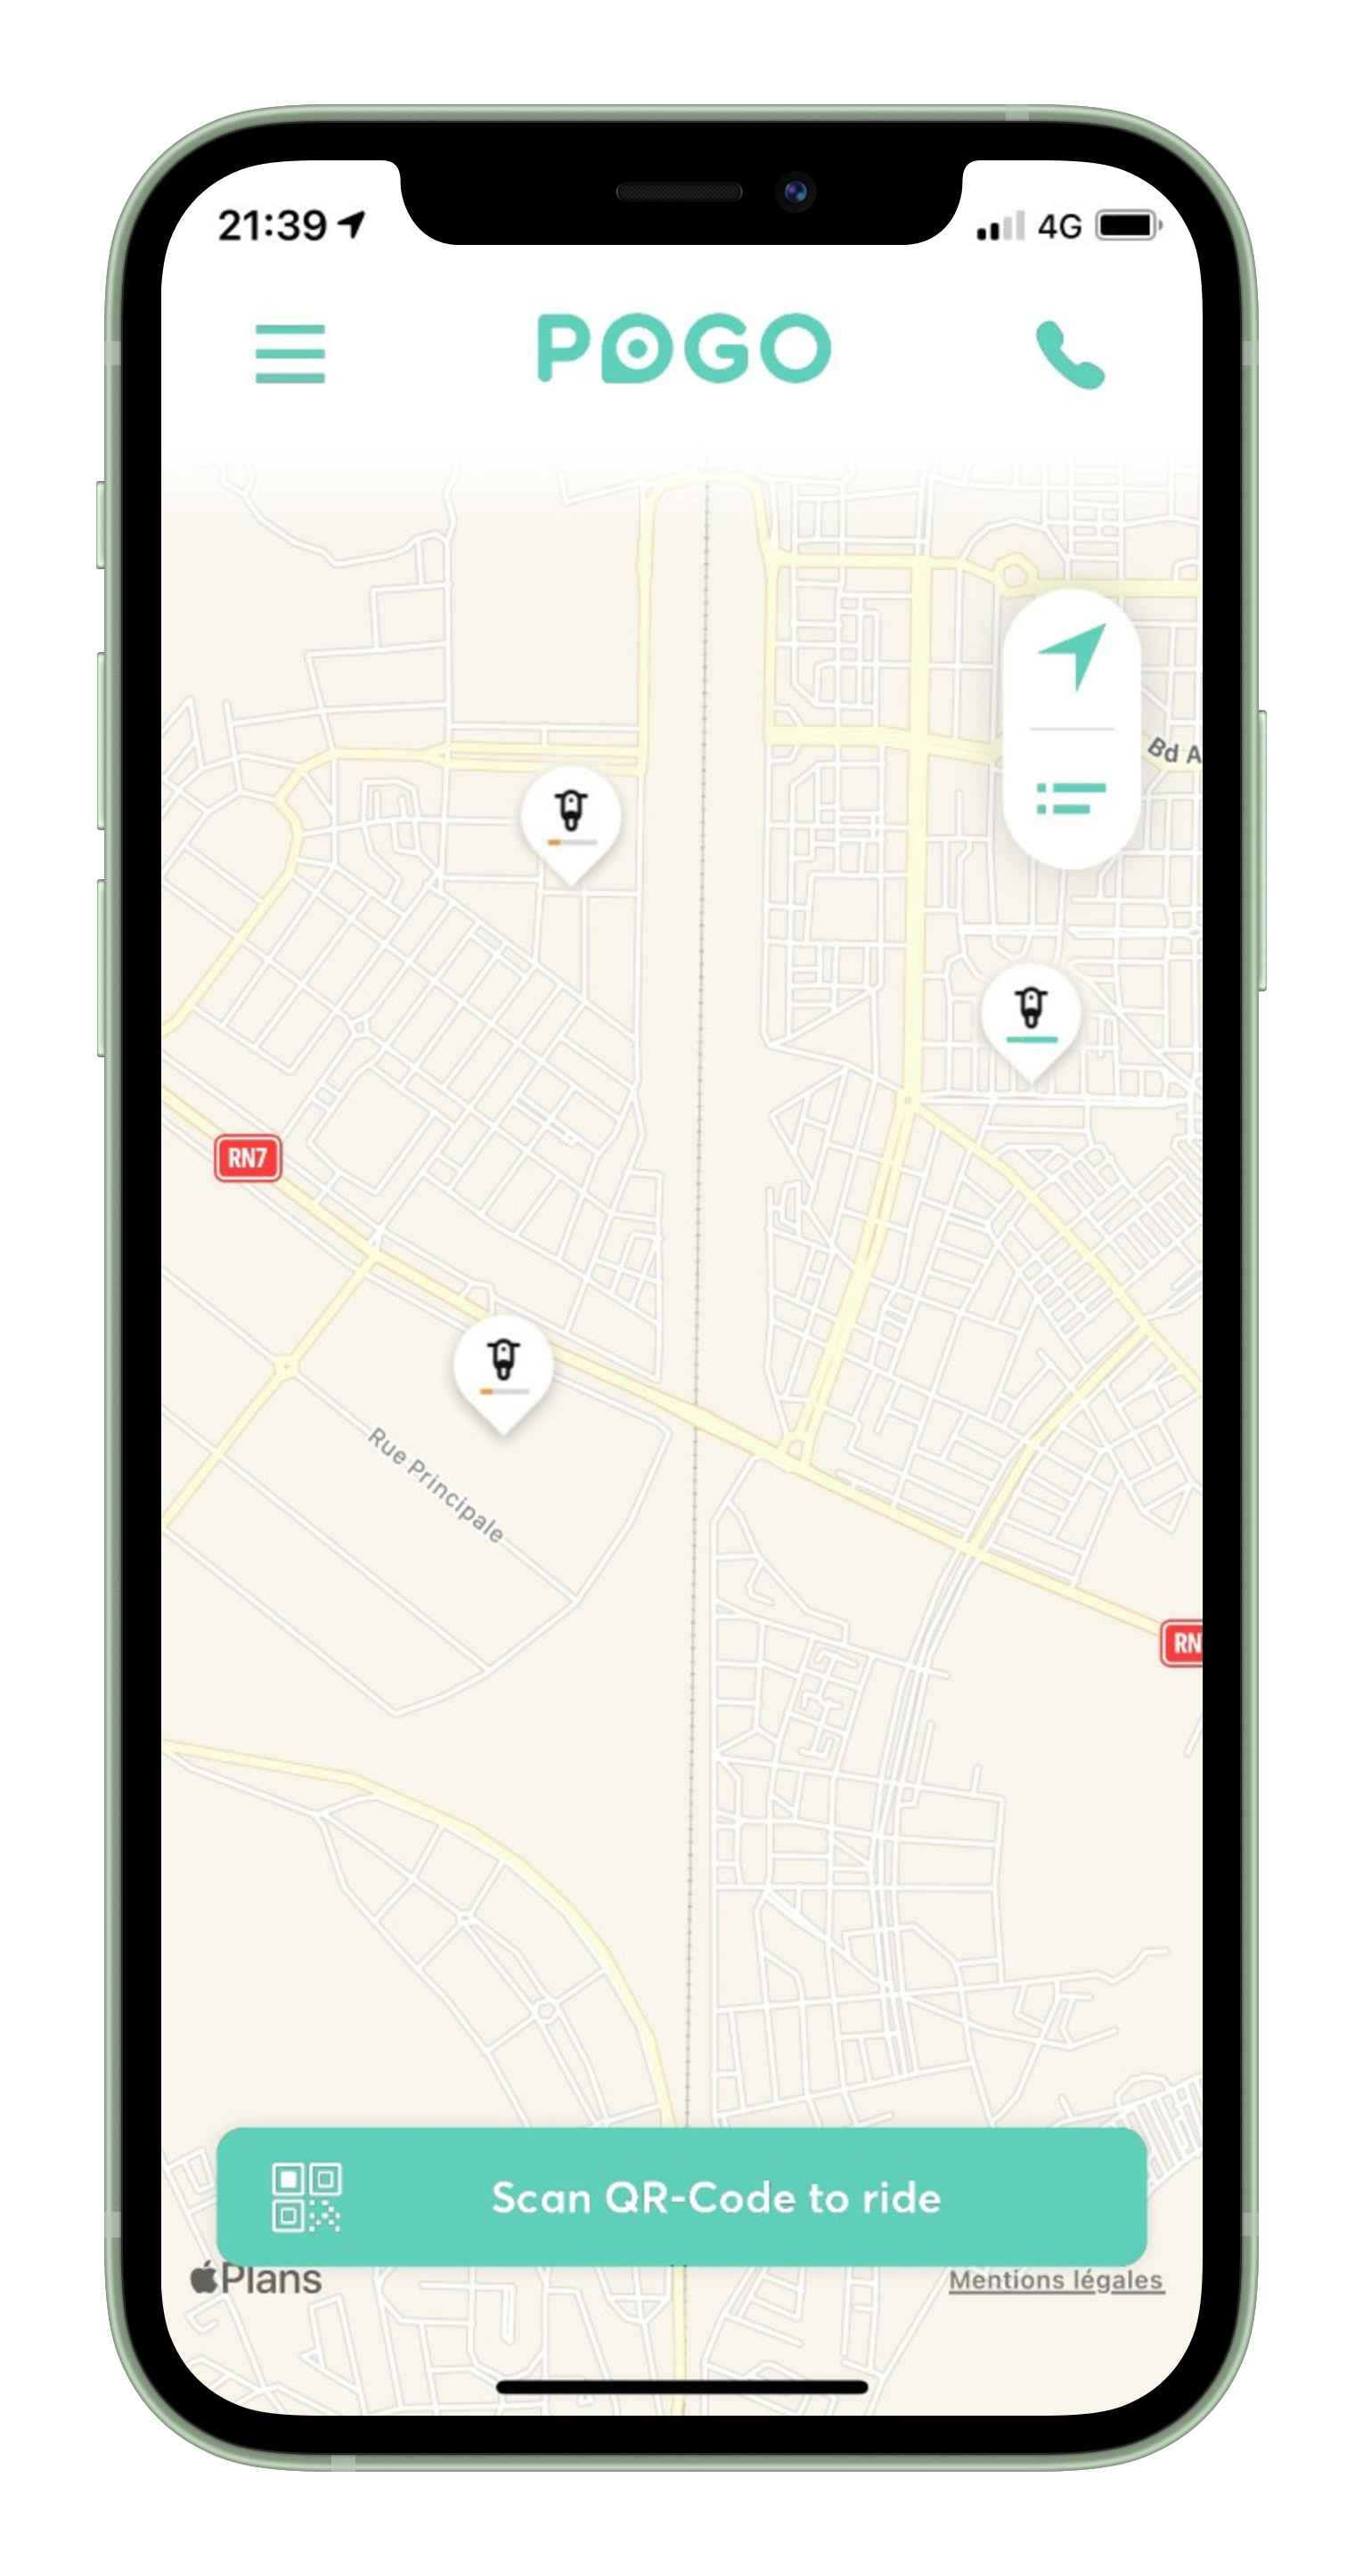 21:39
4G
POGO
Bd A
RN7
Rue Principale
RN
Scan QR-Code to ride
Plans
Mentions légales